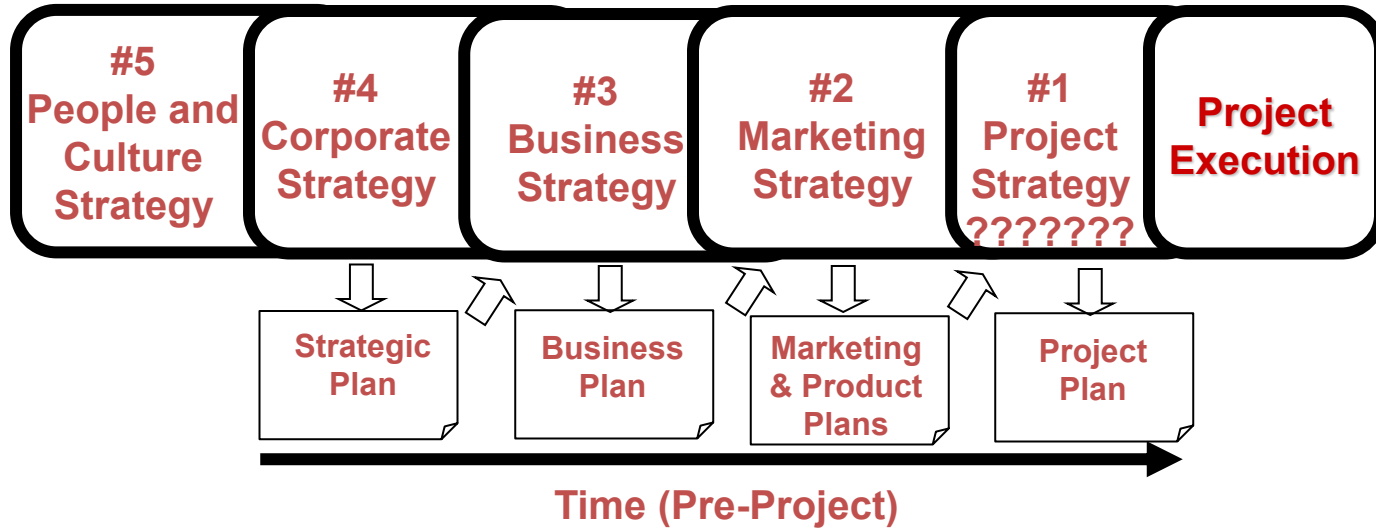 #5
People and
Culture
Strategy
#4
Corporate
Strategy
#3
Business
Strategy
#2
Marketing
Strategy
#1
Project
Strategy
???????
Project
Execution
Strategic
Plan
Business
Plan
Marketing
& Product
Plans
Project
Plan
Time (Pre-Project)